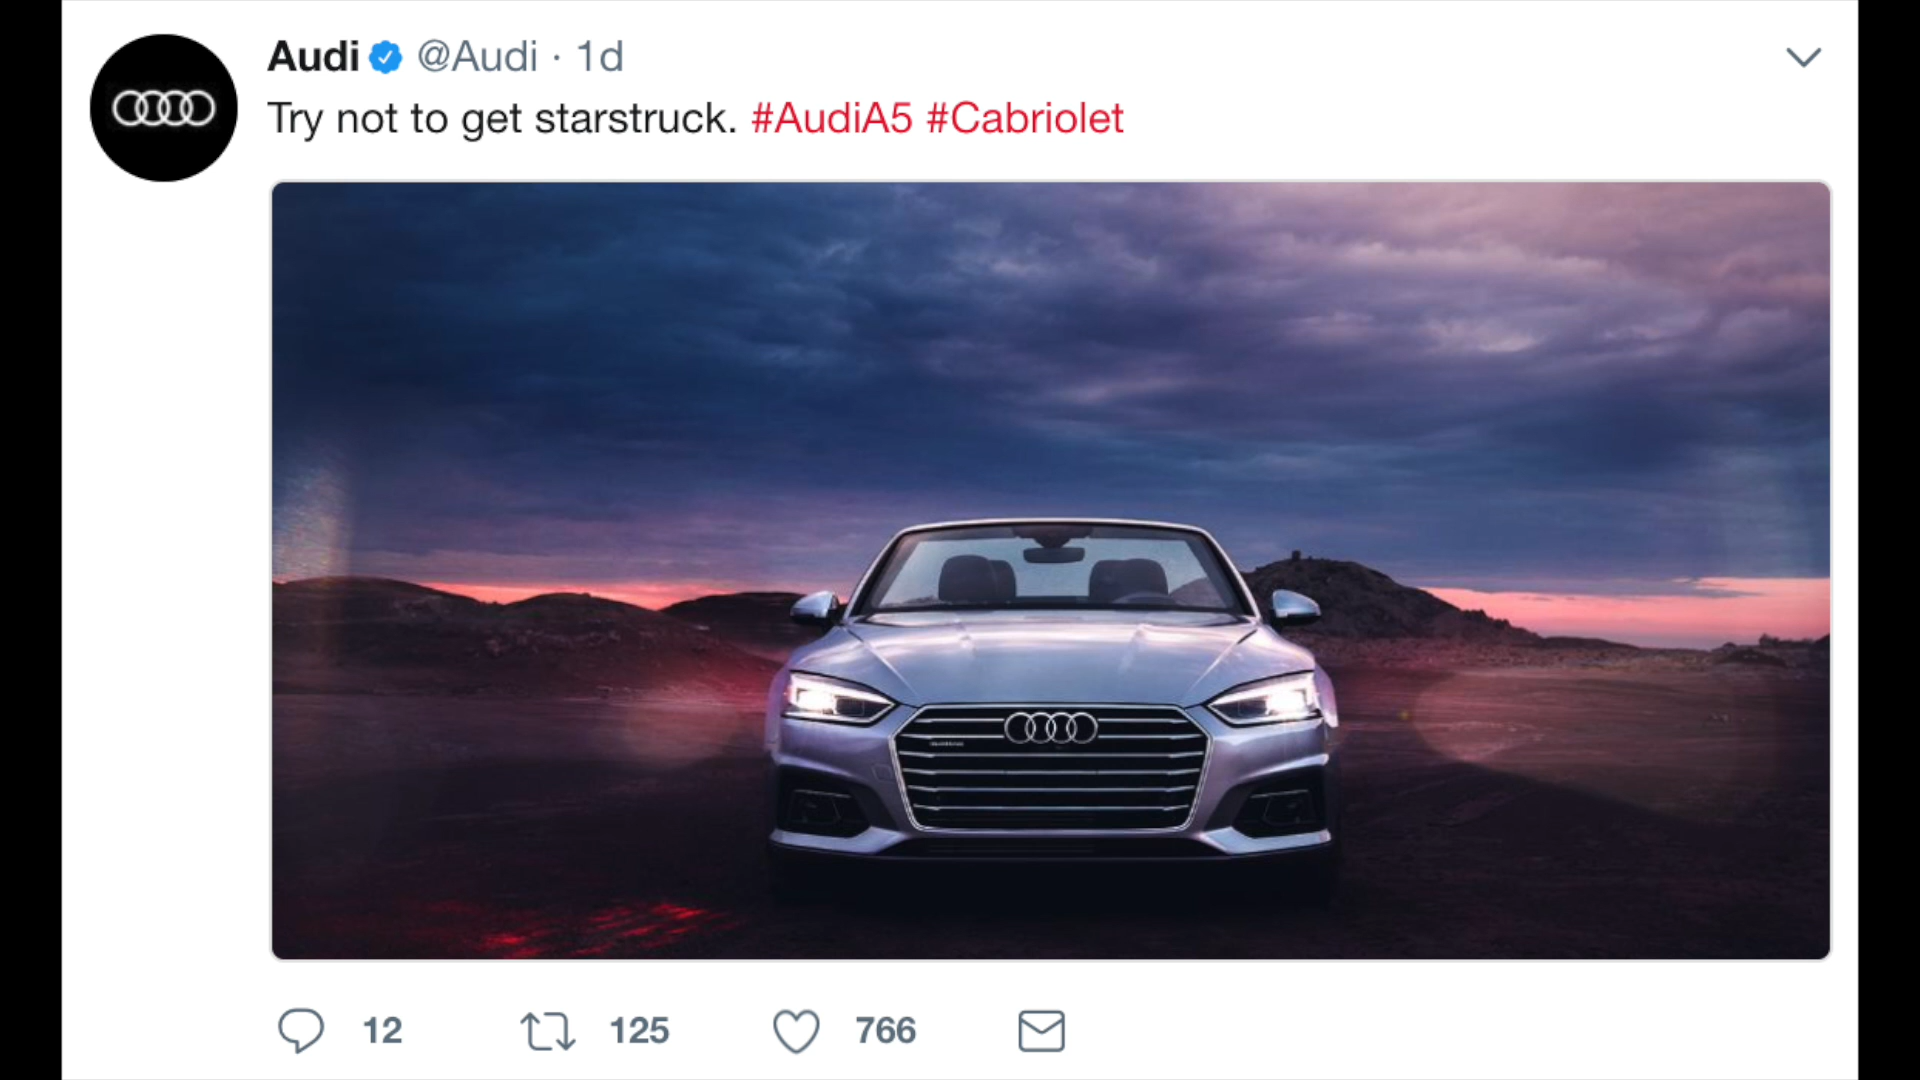 Audi @Audi · 1d
Try not to get starstruck. #AudiA5 #Cabriolet
12 125 766